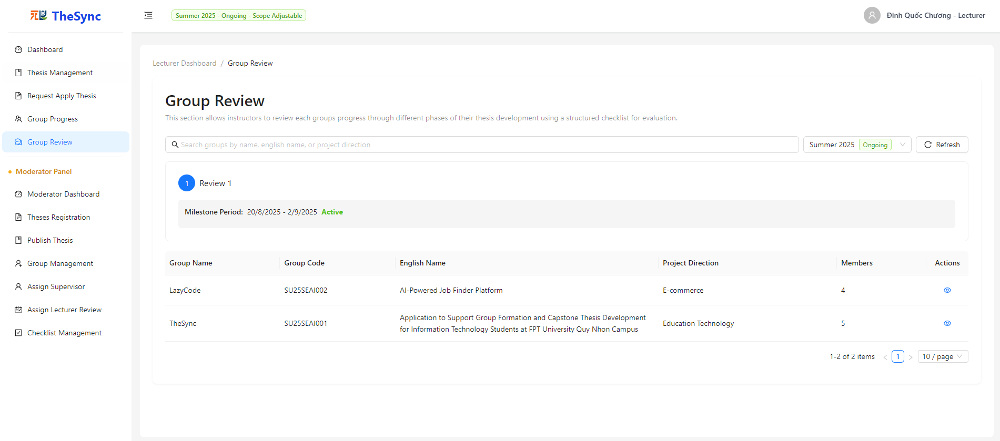 TheSync
Summer 2025 - Ongoing - Scope Adjustable
Đinh Quốc Chương - Lecturer
Dashboard
Thesis Management
Request Apply Thesis
Group Progress
Group Review
Moderator Panel
Moderator Dashboard
Theses Registration
Publish Thesis
Group Management
Assign Supervisor
Assign Lecturer Review
Checklist Management
Lecturer Dashboard / Group Review
Group Review
This section allows instructors to review each groups progress through different phases of their thesis development using a structured checklist for evaluation.
Search groups by name, english name, or project direction
Summer 2025 Ongoing
Refresh
1 Review 1
Milestone Period: 20/8/2025 - 2/9/2025 Active
Group Name Group Code English Name Project Direction Members Actions
LazyCode SU25SEAI002 AI-Powered Job Finder Platform E-commerce 4
TheSync SU25SEAI001 Application to Support Group Formation and Capstone Thesis Development
for Information Technology Students at FPT University Quy Nhon Campus Education Technology 5
1-2 of 2 items < 1 > 10 / page